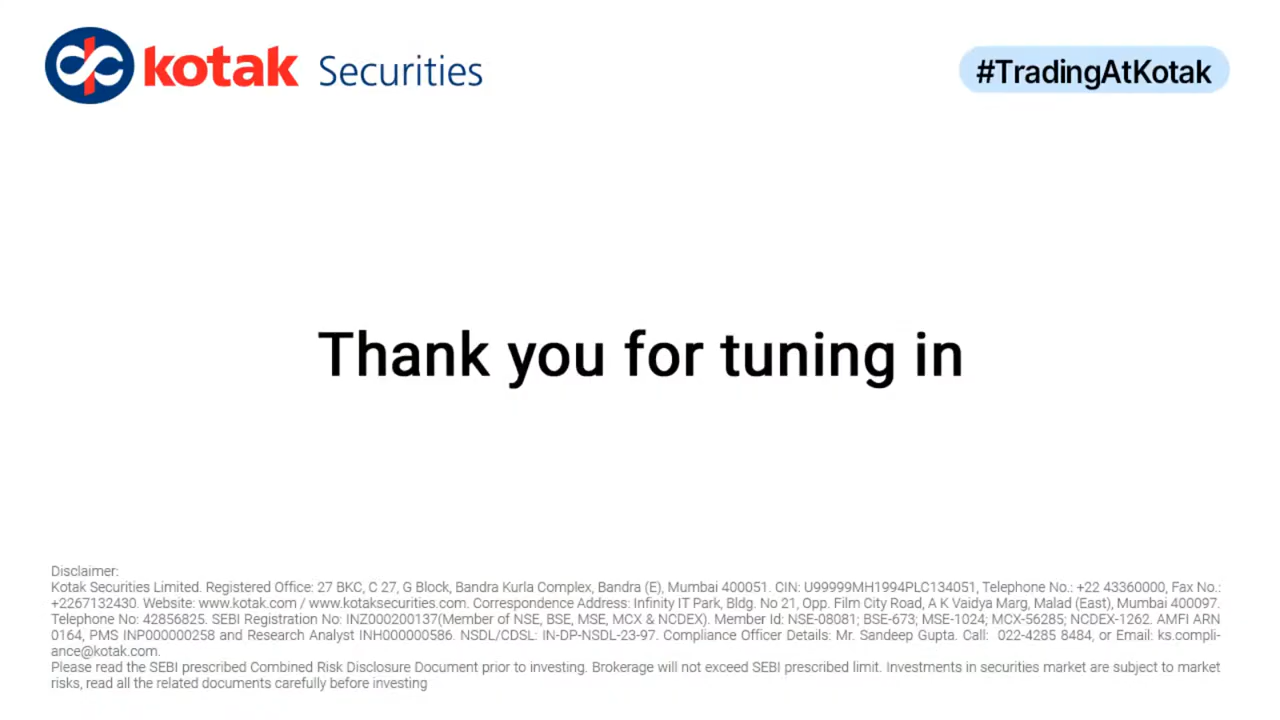 kotak Securities
#TradingAtKotak
Thank you for tuning in
Disclaimer:
Kotak Securities Limited. Registered Office: 27 BKC, C 27, G Block, Bandra Kurla Complex, Bandra (E), Mumbai 400051. CIN: U99999MH1994PLC134051, Telephone No.: +22 43360000, Fax No.:
+2267132430. Website: www.kotak.com / www.kotaksecurities.com. Correspondence Address: Infinity IT Park, Bldg. No 21, Opp. Film City Road, A K Vaidya Marg, Malad (East), Mumbai 400097.
Telephone No: 42856825. SEBI Registration No: INZ000200137(Member of NSE, BSE, MSE, MCX & NCDEX). Member Id: NSE-08081; BSE-673; MSE-1024; MCX-56285; NCDEX-1262. AMFI ARN
0164, PMS INP000000258 and Research Analyst INH000000586. NSDL/CDSL: IN-DP-NSDL-23-97. Compliance Officer Details: Mr. Sandeep Gupta. Call: 022-4285 8484, or Email: ks.compli-
ance@kotak.com.
Please read the SEBI prescribed Combined Risk Disclosure Document prior to investing. Brokerage will not exceed SEBI prescribed limit. Investments in securities market are subject to market
risks, read all the related documents carefully before investing